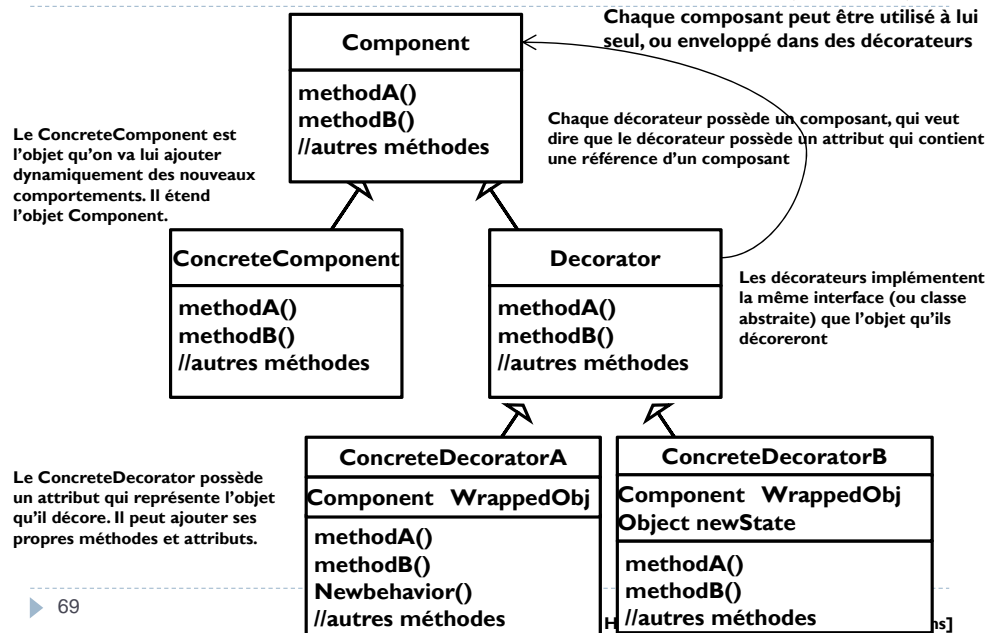 Chaque composant peut être utilisé à lui
seul, ou enveloppé dans des décorateurs
Component
methodA()
methodB()
//autres méthodes
Le ConcreteComponent est
l'objet qu'on va lui ajouter
dynamiquement des nouveaux
comportements. Il étend
l'objet Component.
Chaque décorateur possède un composant, qui veut
dire que le décorateur possède un attribut qui contient
une référence d'un composant
ConcreteComponent
methodA()
methodB()
//autres méthodes
Decorator
methodA()
methodB()
//autres méthodes
Les décorateurs implémentent
la même interface (ou classe
abstraite) que l'objet qu'ils
décoreront
Le ConcreteDecorator possède
un attribut qui représente l'objet
qu'il décore. Il peut ajouter ses
propres méthodes et attributs.
ConcreteDecoratorA
Component WrappedObj
methodA()
methodB()
Newbehavior()
//autres méthodes
ConcreteDecoratorB
Component WrappedObj
Object newState
methodA()
methodB()
//autres méthodes
69